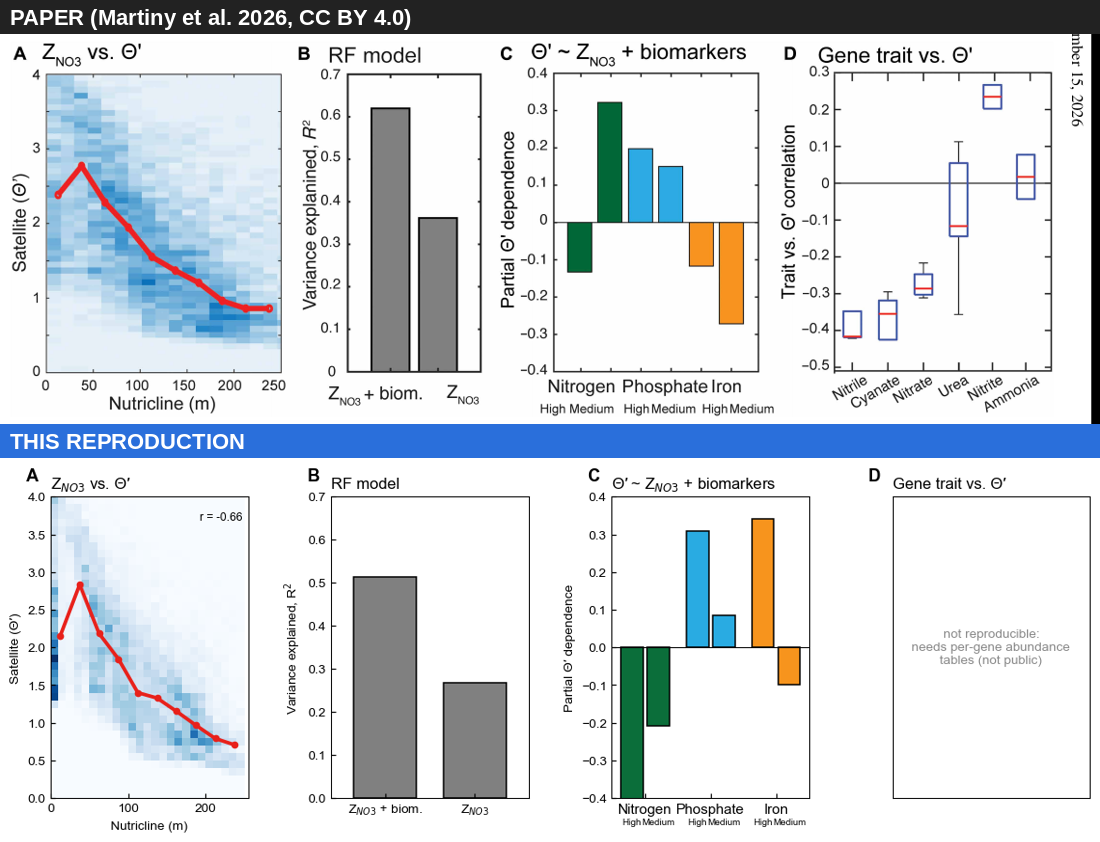 PAPER (Martiny et al. 2026, CC BY 4.0)
A Z_NO3 vs. Θ′
Satellite (Θ′)
4
3
2
1
0
0 50 100 150 200 250
Nutricline (m)
B RF model
Variance explanined, R²
0.7
0.6
0.5
0.4
0.3
0.2
0.1
0
Z_NO3 + biom. Z_NO3
C Θ′ ~ Z_NO3 + biomarkers
Partial Θ′ dependence
0.4
0.3
0.2
0.1
0
−0.1
−0.2
−0.3
−0.4
Nitrogen Phosphate Iron
High Medium High Medium High Medium
D Gene trait vs. Θ′
Trait vs. Θ′ correlation
0.3
0.2
0.1
0
−0.1
−0.2
−0.3
−0.4
−0.5
Nitrile Cyanate Nitrate Urea Nitrite Ammonia
15, 2026
THIS REPRODUCTION
A Z_NO3 vs. Θ′
r = -0.66
Satellite (Θ′)
4.0
3.5
3.0
2.5
2.0
1.5
1.0
0.5
0.0
0 100 200
Nutricline (m)
B RF model
Variance explained, R²
0.7
0.6
0.5
0.4
0.3
0.2
0.1
0.0
Z_NO3 + biom. Z_NO3
C Θ′ ~ Z_NO3 + biomarkers
Partial Θ′ dependence
0.4
0.3
0.2
0.1
0.0
−0.1
−0.2
−0.3
−0.4
Nitrogen Phosphate Iron
High Medium High Medium High Medium
D Gene trait vs. Θ′
not reproducible:
needs per-gene abundance
tables (not public)